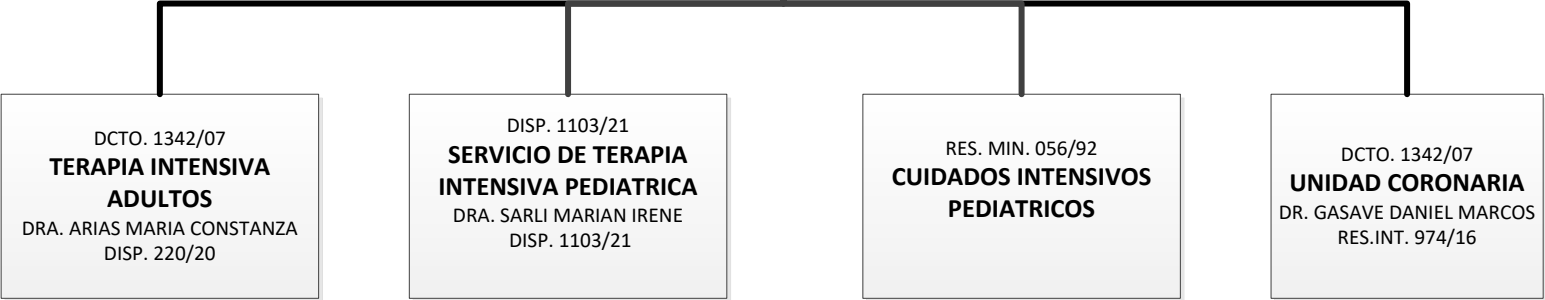 DCTO. 1342/07
TERAPIA INTENSIVA
ADULTOS
DRA. ARIAS MARIA CONSTANZA
DISP. 220/20
DISP. 1103/21
SERVICIO DE TERAPIA
INTENSIVA PEDIATRICA
DRA. SARLI MARIAN IRENE
DISP. 1103/21
RES. MIN. 056/92
CUIDADOS INTENSIVOS
PEDIATRICOS
DCTO. 1342/07
UNIDAD CORONARIA
DR. GASAVE DANIEL MARCOS
RES.INT. 974/16